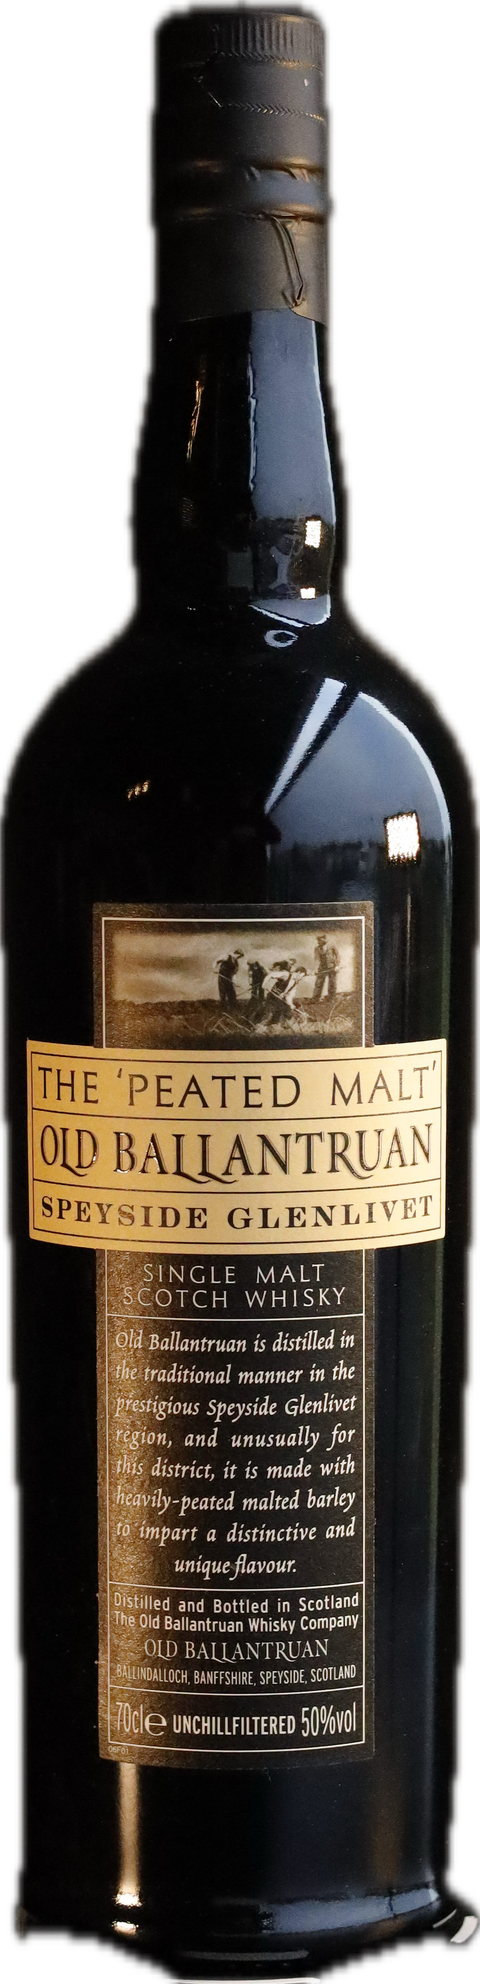 THE 'PEATED MALT'
OLD BALLANTRUAN
SPEYSIDE GLENLIVET
SINGLE MALT
SCOTCH WHISKY
Old Ballantruan is distilled in
the traditional manner in the
prestigious Speyside Glenlivet
region, and unusually for
this district, it is made with
heavily-peated malted barley
to impart a distinctive and
unique flavour.
Distilled and Bottled in Scotland
The Old Ballantruan Whisky Company
OLD BALLANTRUAN
BALLINDALLOCH, BANFFSHIRE, SPEYSIDE, SCOTLAND
70cl℮ UNCHILLFILTERED 50%vol